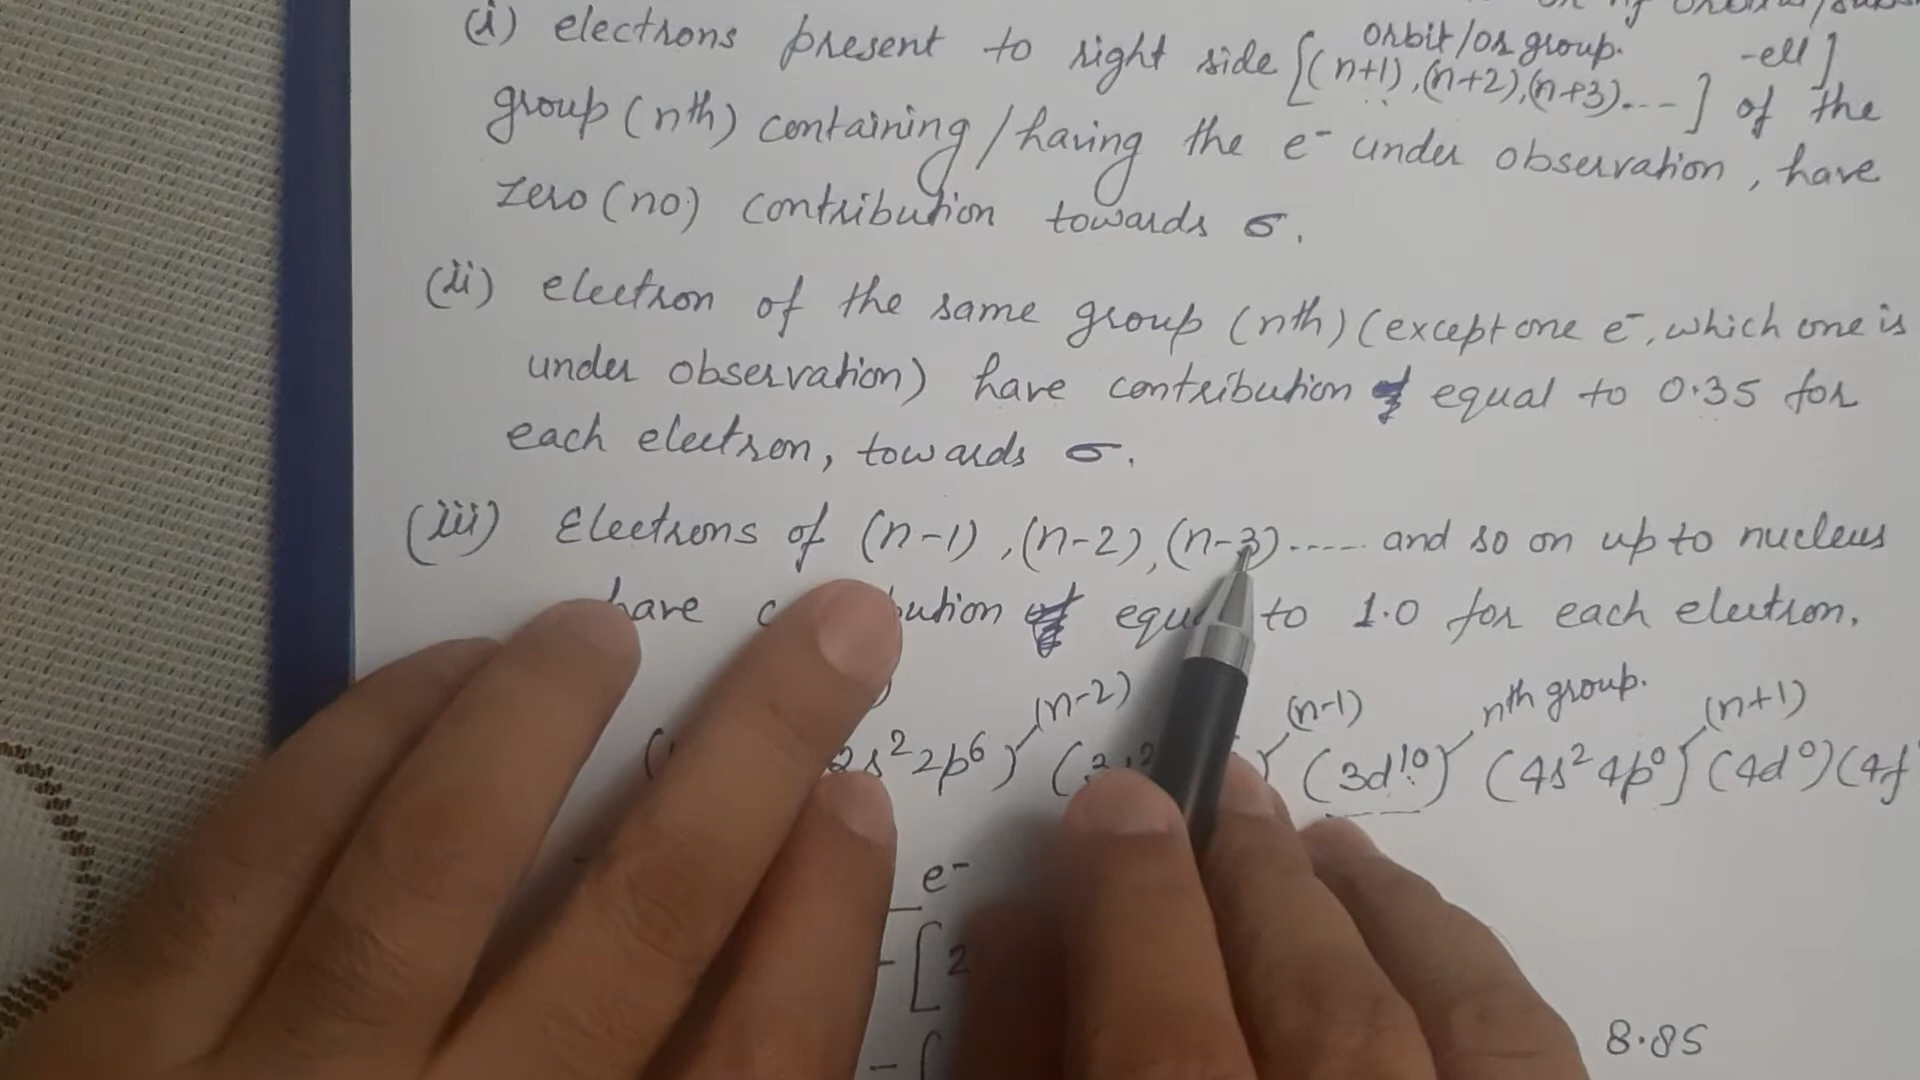 orbit/or group. -ell]
(i) electrons present to right side [(n+1),(n+2),(n+3)---] of the
group (nth) containing/having the e⁻ under observation, have
zero (no) contribution towards σ.
(ii) electron of the same group (nth) (except one e⁻, which one is
under observation) have contribution equal to 0.35 for
each electron, towards σ.
(iii) Electrons of (n-1), (n-2), (n-3)----- and so on up to nucleus
have to 1.0 for each electron.
(n-2) (n-1) nth group. (n+1)
2s² 2p⁶) (3d¹⁰) (4s² 4p⁰) (4d⁰) (4f
e⁻
-[2
-[
8.85